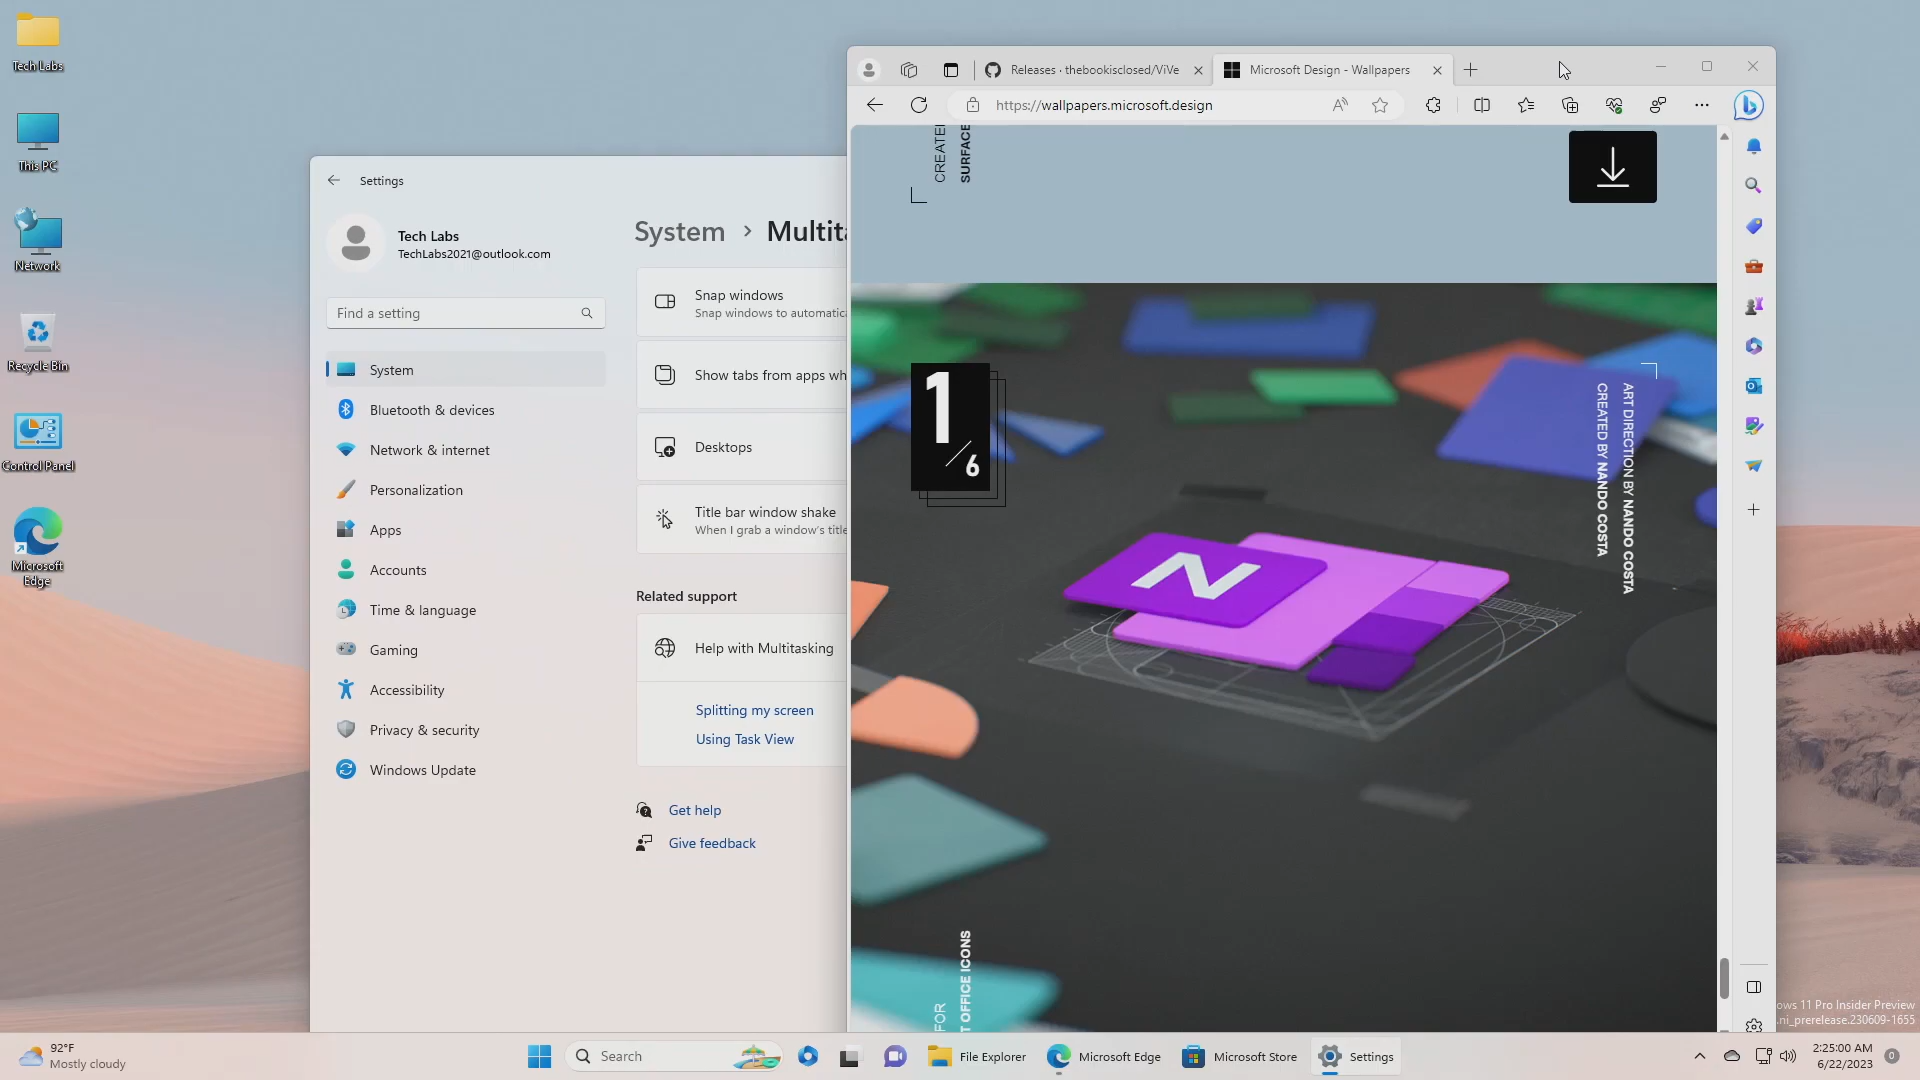 Tech Labs
This PC
Network
Recycle Bin
Control Panel
Microsoft
Edge
Settings
Tech Labs
TechLabs2021@outlook.com
Find a setting
System
Bluetooth & devices
Network & internet
Personalization
Apps
Accounts
Time & language
Gaming
Accessibility
Privacy & security
Windows Update
System > Multita
Snap windows
Snap windows to automatica
Show tabs from apps wh
Desktops
Title bar window shake
When I grab a window's title
Related support
Help with Multitasking
Splitting my screen
Using Task View
Get help
Give feedback
Releases · thebookisclosed/ViVe
Microsoft Design - Wallpapers
https://wallpapers.microsoft.design
CREATE
SURFACE
1/6
ART DIRECTION BY NANDO COSTA
CREATED BY NANDO COSTA
N
FOR
T OFFICE ICONS
ows 11 Pro Insider Preview
.ni_prerelease.230609-1655
92°F
Mostly cloudy
Search
File Explorer
Microsoft Edge
Microsoft Store
Settings
2:25:00 AM
6/22/2023
0